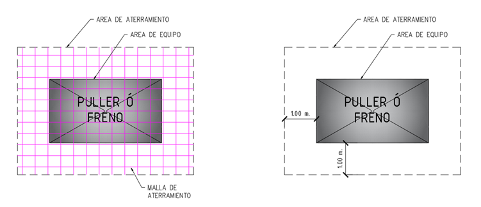 AREA DE ATERRAMIENTO
AREA DE EQUIPO
PULLER Ó
FRENO
MALLA DE
ATERRAMIENTO
AREA DE ATERRAMIENTO
AREA DE EQUIPO
PULLER Ó
FRENO
1.00 m.
1.00 m.